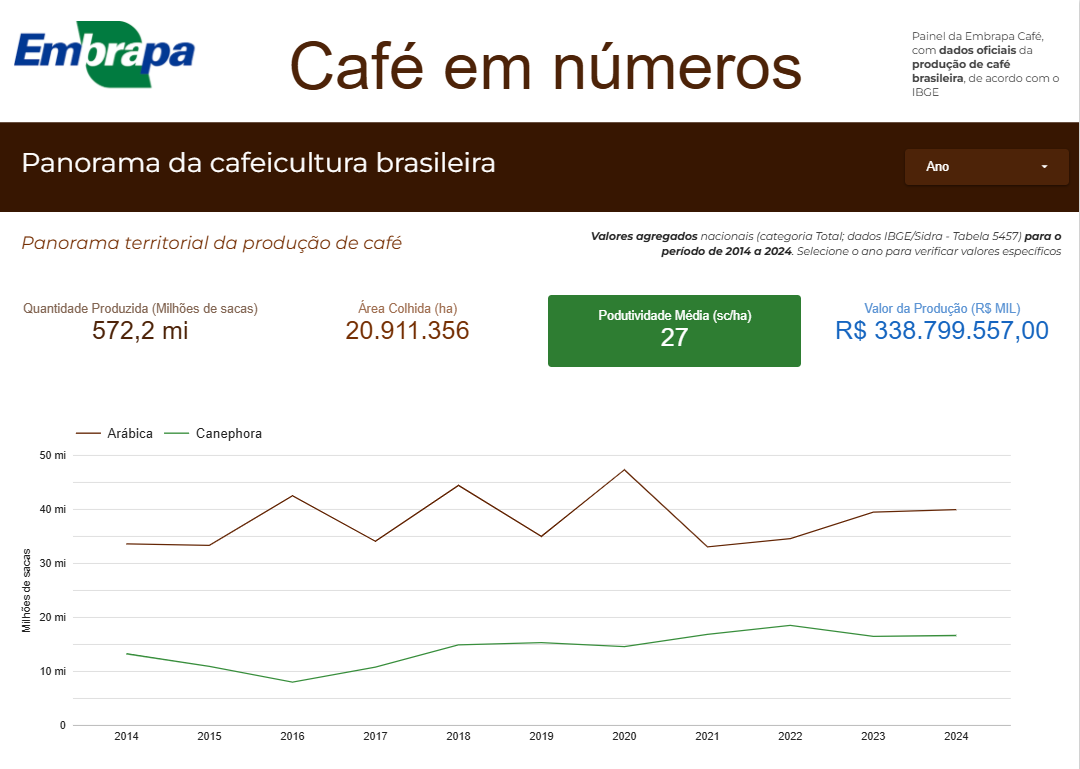 Embrapa
Café em números
Painel da Embrapa Café,
com dados oficiais da
produção de café
brasileira, de acordo com o
IBGE
Panorama da cafeicultura brasileira
Ano
Panorama territorial da produção de café
Valores agregados nacionais (categoria Total; dados IBGE/Sidra - Tabela 5457) para o
período de 2014 a 2024. Selecione o ano para verificar valores específicos
Quantidade Produzida (Milhões de sacas)
572,2 mi
Área Colhida (ha)
20.911.356
Podutividade Média (sc/ha)
27
Valor da Produção (R$ MIL)
R$ 338.799.557,00
Arábica
Canephora
Milhões de sacas
50 mi
40 mi
30 mi
20 mi
10 mi
0
2014 2015 2016 2017 2018 2019 2020 2021 2022 2023 2024